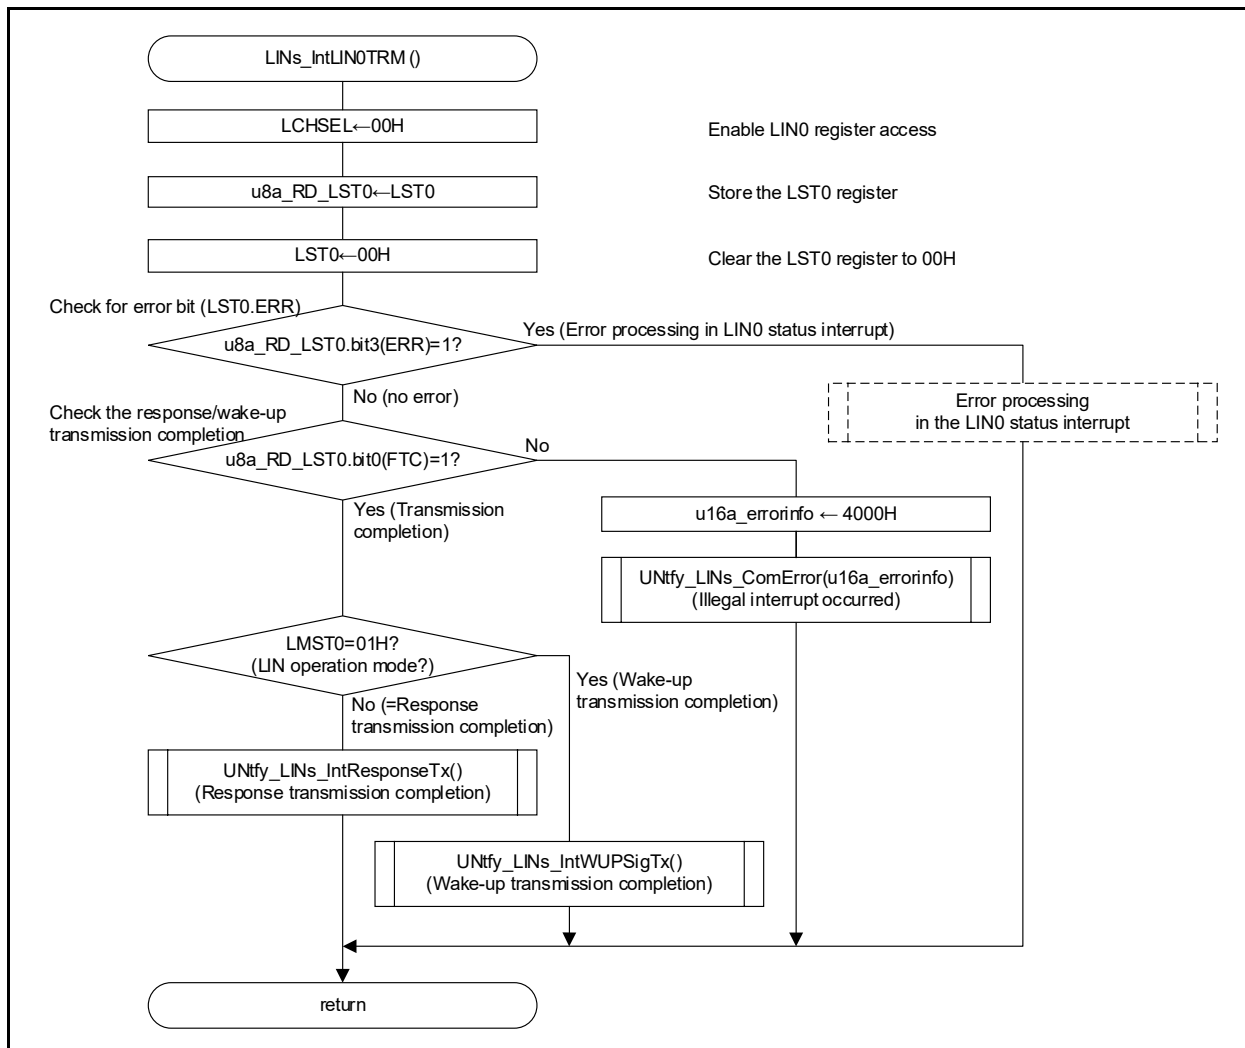 LINs_IntLIN0TRM ()
LCHSEL←00H
Enable LIN0 register access
u8a_RD_LST0←LST0
Store the LST0 register
LST0←00H
Clear the LST0 register to 00H
Check for error bit (LST0.ERR)
u8a_RD_LST0.bit3(ERR)=1?
Yes (Error processing in LIN0 status interrupt)
No (no error)
Error processing
in the LIN0 status interrupt
Check the response/wake-up
transmission completion
u8a_RD_LST0.bit0(FTC)=1?
No
Yes (Transmission
completion)
u16a_errorinfo ← 4000H
UNtfy_LINs_ComError(u16a_errorinfo)
(Illegal interrupt occurred)
LMST0=01H?
(LIN operation mode?)
Yes (Wake-up
transmission completion)
No (=Response
transmission completion)
UNtfy_LINs_IntResponseTx()
(Response transmission completion)
UNtfy_LINs_IntWUPSigTx()
(Wake-up transmission completion)
return